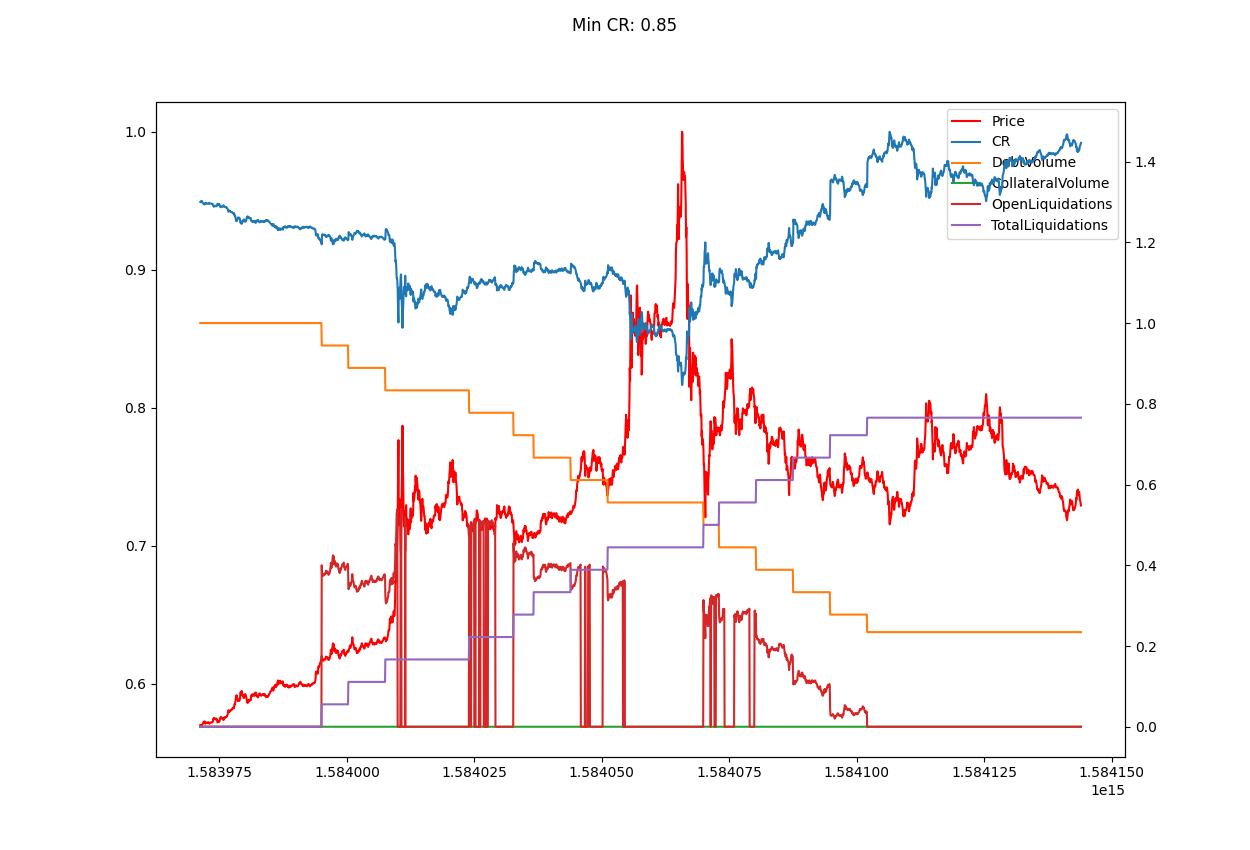 Min CR: 0.85
1.0
0.9
0.8
0.7
0.6
1.4
1.2
1.0
0.8
0.6
0.4
0.2
0.0
Price
CR
DebtVolume
CollateralVolume
OpenLiquidations
TotalLiquidations
1.583975 1.584000 1.584025 1.584050 1.584075 1.584100 1.584125 1.584150
1e15